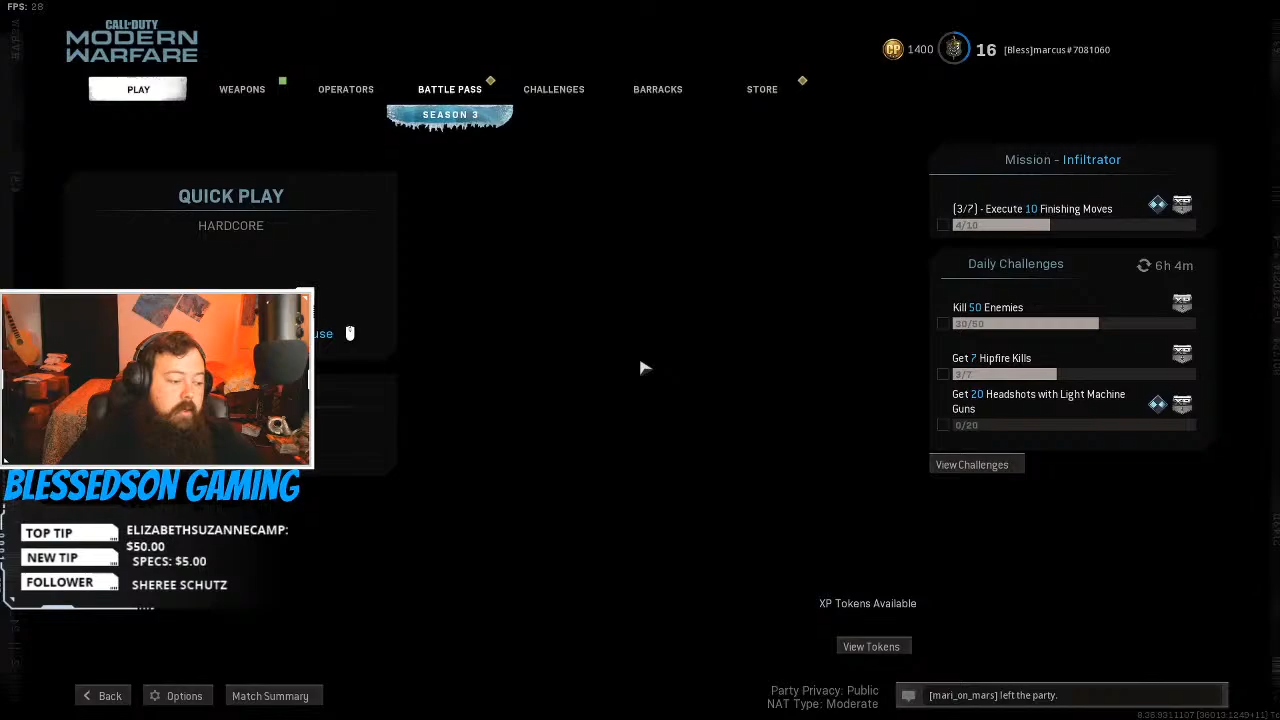 FPS: 28
CALL OF DUTY
MODERN
WARFARE
CP 1400
16
[Bless]marcus#7081060
PLAY
WEAPONS
OPERATORS
BATTLE PASS
CHALLENGES
BARRACKS
STORE
SEASON 3
QUICK PLAY
HARDCORE
use
Mission - Infiltrator
(3/7) - Execute 10 Finishing Moves
4/10
Daily Challenges
6h 4m
Kill 50 Enemies
30/50
Get 7 Hipfire Kills
3/7
Get 20 Headshots with Light Machine
Guns
0/20
View Challenges
BLESSEDSON GAMING
TOP TIP
ELIZABETHSUZANNECAMP:
$50.00
NEW TIP
SPECS: $5.00
FOLLOWER
SHEREE SCHUTZ
XP Tokens Available
View Tokens
Back
Options
Match Summary
Party Privacy: Public
NAT Type: Moderate
[mari_on_mars] left the party.